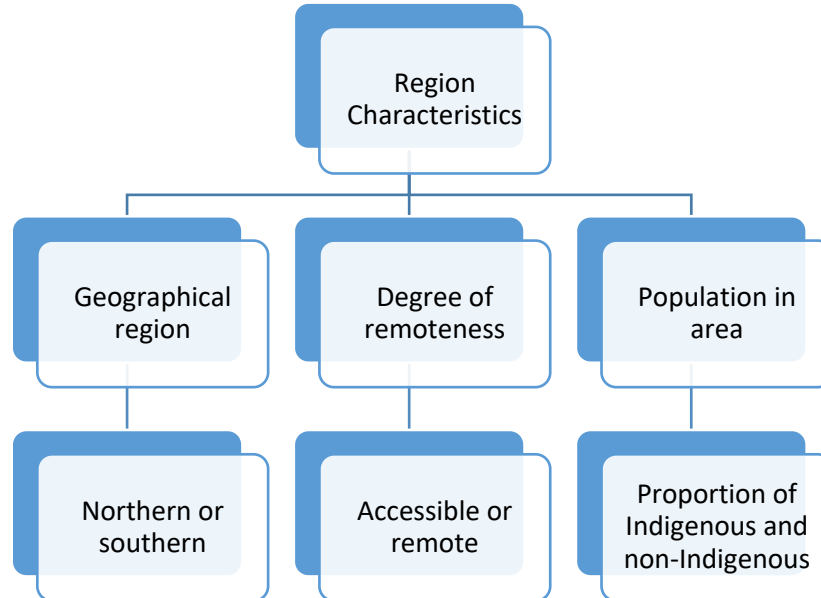 Region
Characteristics
Geographical
region
Degree of
remoteness
Population in
area
Northern or
southern
Accessible or
remote
Proportion of
Indigenous and
non-Indigenous